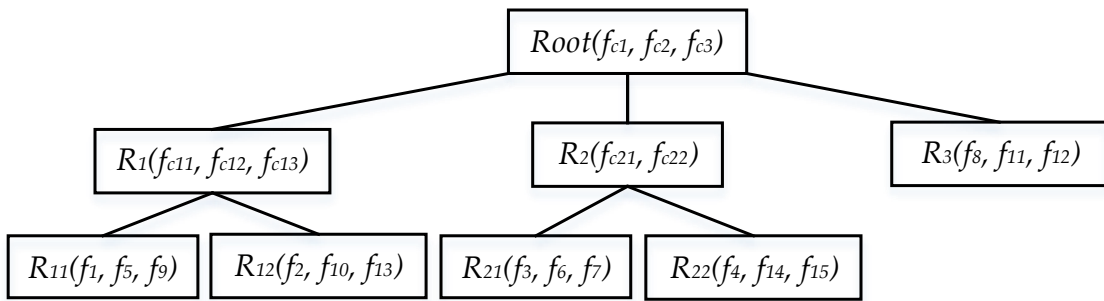 Root(fc1, fc2, fc3)
R1(fc11, fc12, fc13)
R2(fc21, fc22)
R3(f8, f11, f12)
R11(f1, f5, f9)
R12(f2, f10, f13)
R21(f3, f6, f7)
R22(f4, f14, f15)